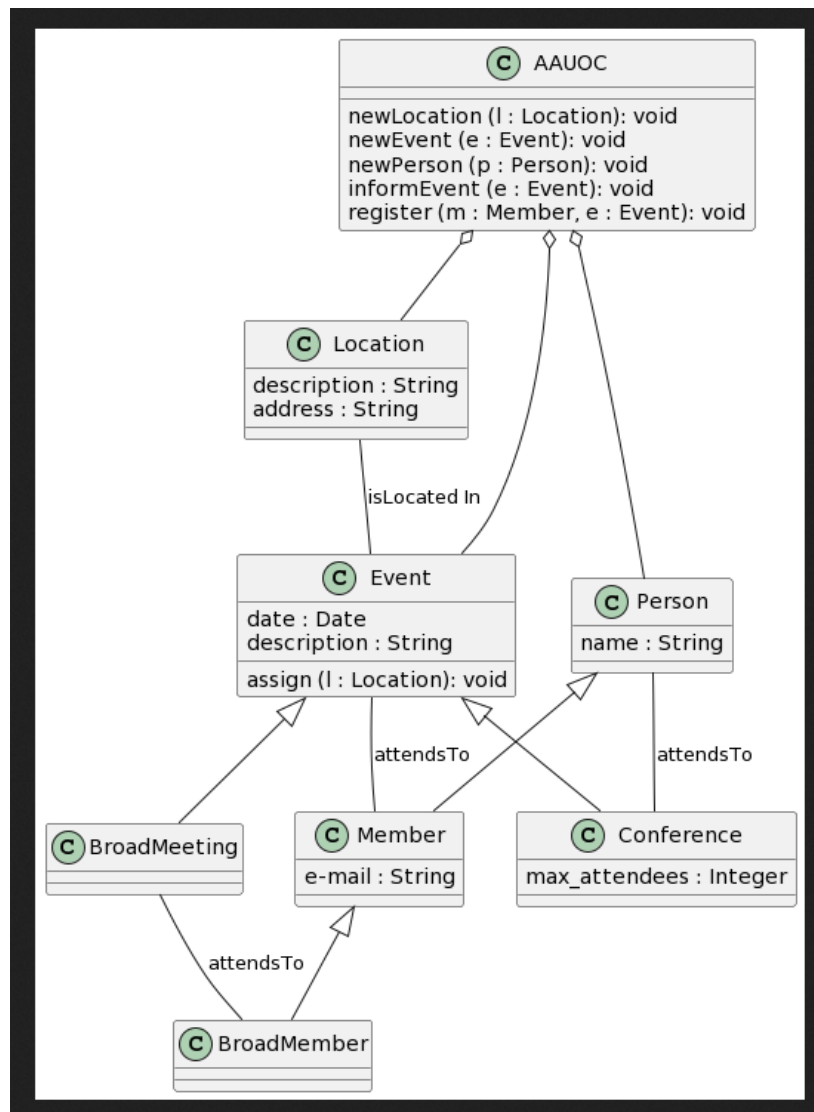 C AAUOC
newLocation (l : Location): void
newEvent (e : Event): void
newPerson (p : Person): void
informEvent (e : Event): void
register (m : Member, e : Event): void
C Location
description : String
address : String
isLocated In
C Event
date : Date
description : String
assign (l : Location): void
C Person
name : String
attendsTo
attendsTo
C BroadMeeting
C Member
e-mail : String
C Conference
max_attendees : Integer
attendsTo
C BroadMember